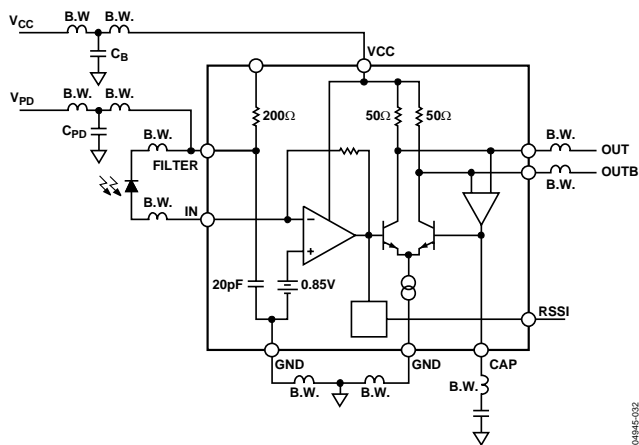 B.W B.W.
VCC
CB
VCC
B.W. B.W.
VPD
CPD
200Ω
50Ω 50Ω
B.W.
B.W.
OUT
FILTER
OUTB
B.W.
B.W.
IN
−
+
20pF
0.85V
RSSI
GND GND CAP
B.W. B.W.
B.W.
04945-032